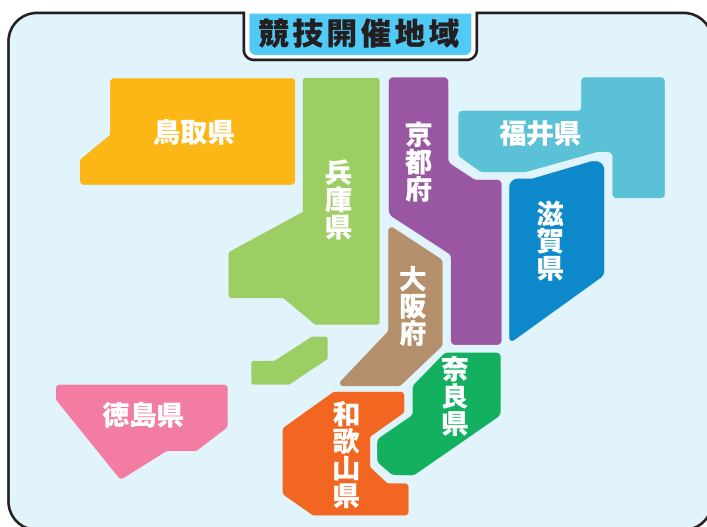 競技開催地域
鳥取県
兵庫県
京都府
福井県
滋賀県
大阪府
奈良県
徳島県
和歌山県